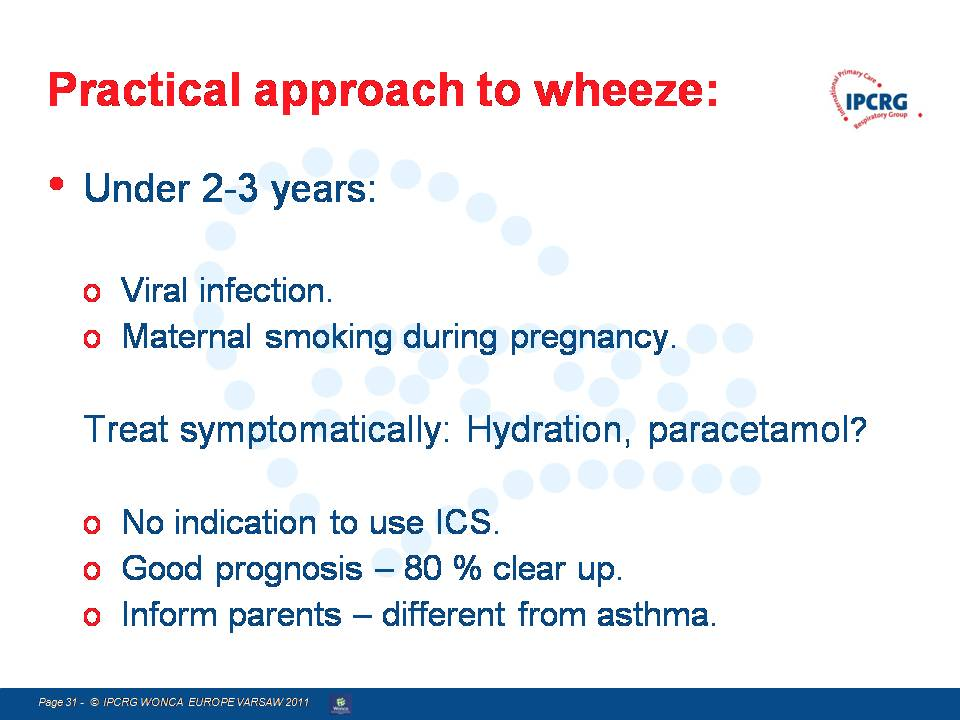 Practical approach to wheeze:
International Primary Care
IPCRG
Respiratory Group
• Under 2-3 years:
o Viral infection.
o Maternal smoking during pregnancy.
Treat symptomatically: Hydration, paracetamol?
o No indication to use ICS.
o Good prognosis – 80 % clear up.
o Inform parents – different from asthma.
Page 31 - © IPCRG WONCA EUROPE VARSAW 2011